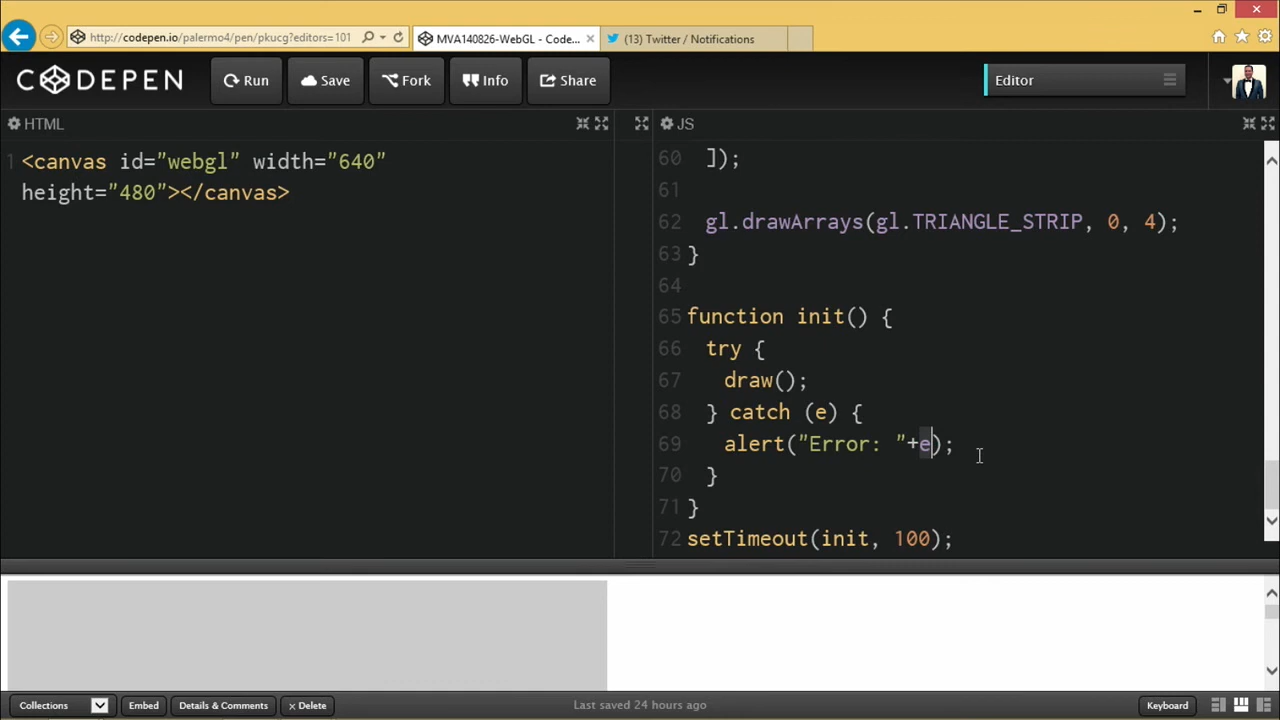 http://codepen.io/palermo4/pen/pkucg?editors=101
MVA140826-WebGL - Code...
(13) Twitter / Notifications
CODEPEN
Run
Save
Fork
Info
Share
Editor
HTML
1 <canvas id="webgl" width="640"
height="480"></canvas>
JS
60 ]);
61
62 gl.drawArrays(gl.TRIANGLE_STRIP, 0, 4);
63 }
64
65 function init() {
66 try {
67 draw();
68 } catch (e) {
69 alert("Error: "+e);
70 }
71 }
72 setTimeout(init, 100);
Collections
Embed
Details & Comments
× Delete
Last saved 24 hours ago
Keyboard